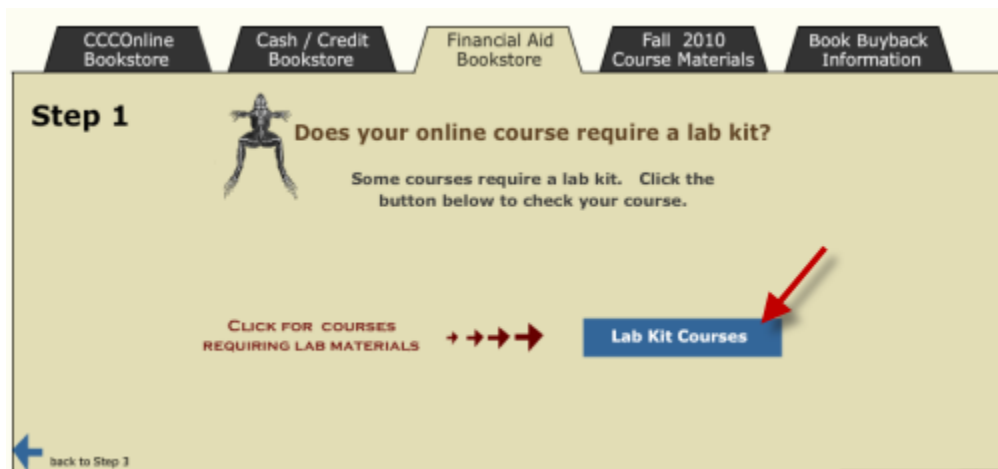 CCCOnline
Bookstore
Cash / Credit
Bookstore
Financial Aid
Bookstore
Fall 2010
Course Materials
Book Buyback
Information
Step 1
Does your online course require a lab kit?
Some courses require a lab kit. Click the
button below to check your course.
CLICK FOR COURSES
REQUIRING LAB MATERIALS
Lab Kit Courses
back to Step 3